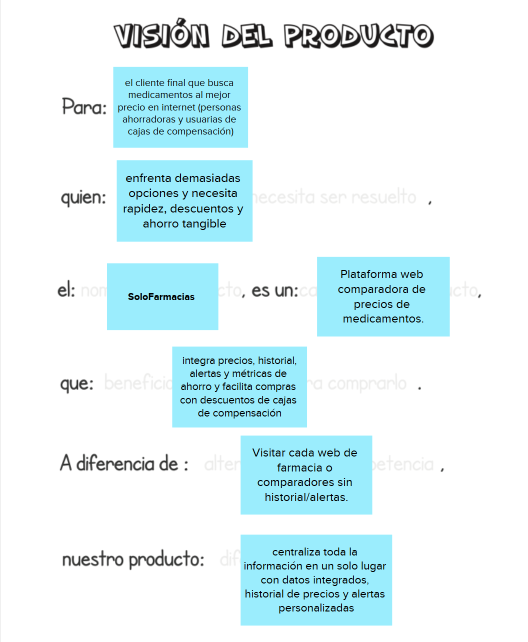 VISIÓN DEL PRODUCTO
Para:
el cliente final que busca
medicamentos al mejor
precio en internet (personas
ahorradoras y usuarias de
cajas de compensación)
quien:
enfrenta demasiadas
opciones y necesita
rapidez, descuentos y
ahorro tangible
necesita ser resuelto ,
el:
SoloFarmacias
, es un:
Plataforma web
comparadora de
precios de
medicamentos.
,
que: beneficio
integra precios, historial,
alertas y métricas de
ahorro y facilita compras
con descuentos de cajas
de compensación
comprarlo .
A diferencia de :
Visitar cada web de
farmacia o
comparadores sin
historial/alertas.
,
nuestro producto:
centraliza toda la
información en un solo lugar
con datos integrados,
historial de precios y alertas
personalizadas